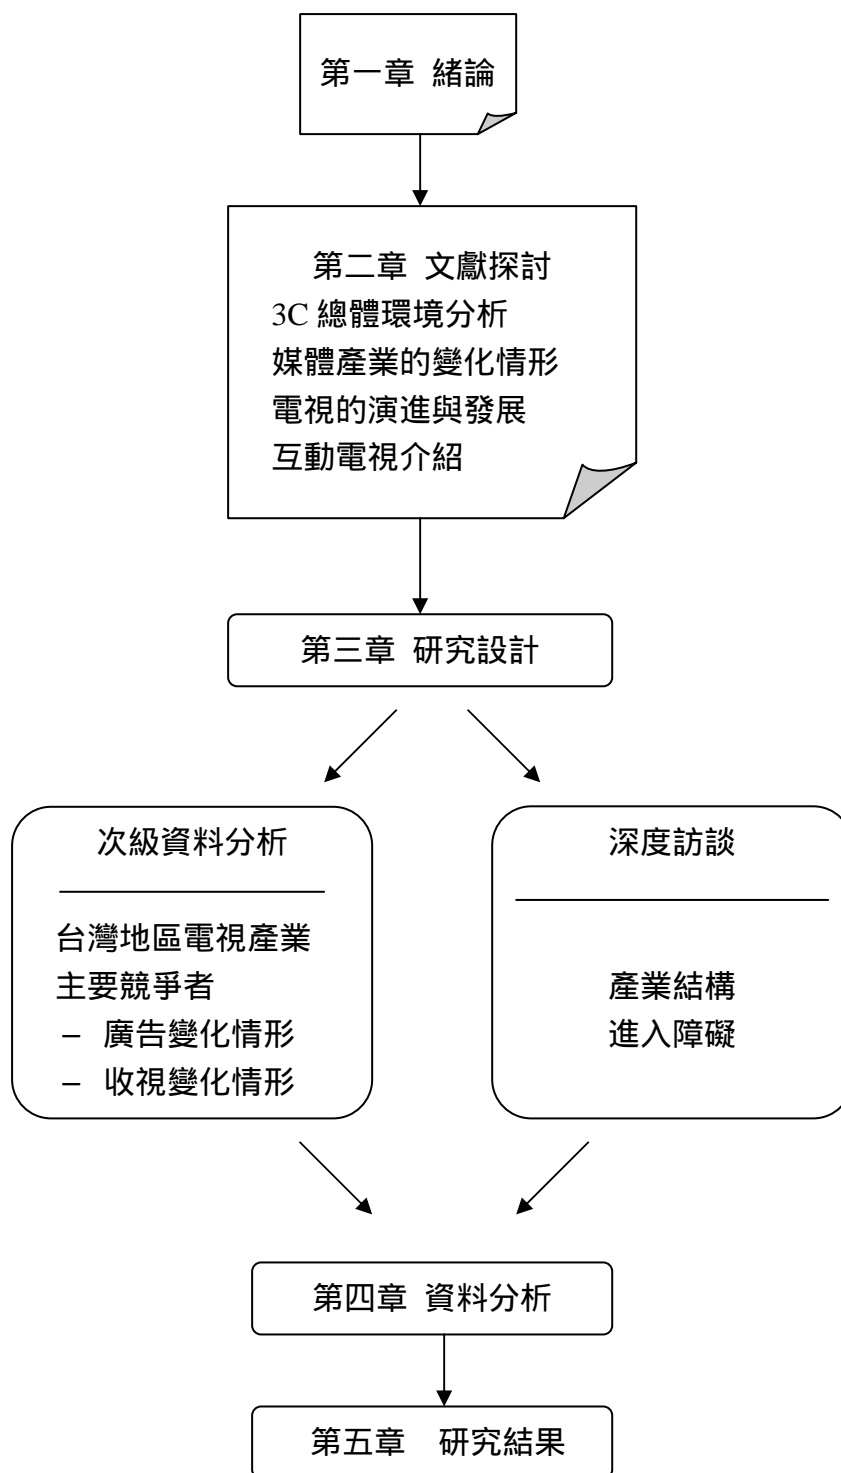 第一章 緒論
第二章 文獻探討
3C 總體環境分析
媒體產業的變化情形
電視的演進與發展
互動電視介紹
第三章 研究設計
次級資料分析
台灣地區電視產業
主要競爭者
– 廣告變化情形
– 收視變化情形
深度訪談
產業結構
進入障礙
第四章 資料分析
第五章 研究結果